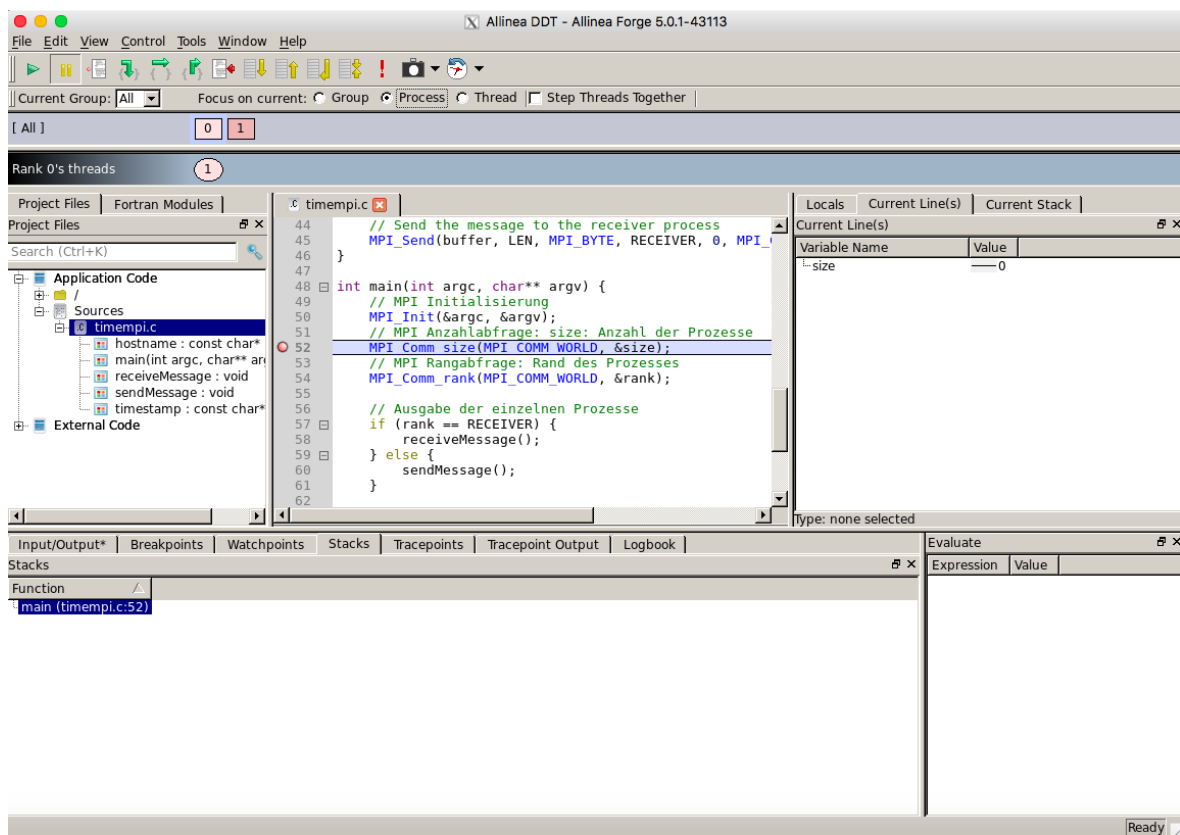 Allinea DDT - Allinea Forge 5.0.1-43113
File Edit View Control Tools Window Help
Current Group: All Focus on current: Group Process Thread Step Threads Together
[ All ] 0 1
Rank 0's threads 1
Project Files Fortran Modules
Project Files
Search (Ctrl+K)
Application Code
/
Sources
timempi.c
hostname : const char*
main(int argc, char** arg
receiveMessage : void
sendMessage : void
timestamp : const char*
External Code
timempi.c
44 // Send the message to the receiver process
45 MPI_Send(buffer, LEN, MPI_BYTE, RECEIVER, 0, MPI_
46 }
47
48 int main(int argc, char** argv) {
49 // MPI Initialisierung
50 MPI_Init(&argc, &argv);
51 // MPI Anzahlabfrage: size: Anzahl der Prozesse
52 MPI_Comm_size(MPI_COMM_WORLD, &size);
53 // MPI Rangabfrage: Rand des Prozesses
54 MPI_Comm_rank(MPI_COMM_WORLD, &rank);
55
56 // Ausgabe der einzelnen Prozesse
57 if (rank == RECEIVER) {
58 receiveMessage();
59 } else {
60 sendMessage();
61 }
62
Locals Current Line(s) Current Stack
Current Line(s)
Variable Name Value
size 0
Type: none selected
Input/Output* Breakpoints Watchpoints Stacks Tracepoints Tracepoint Output Logbook
Stacks
Function
main (timempi.c:52)
Evaluate
Expression Value
Ready